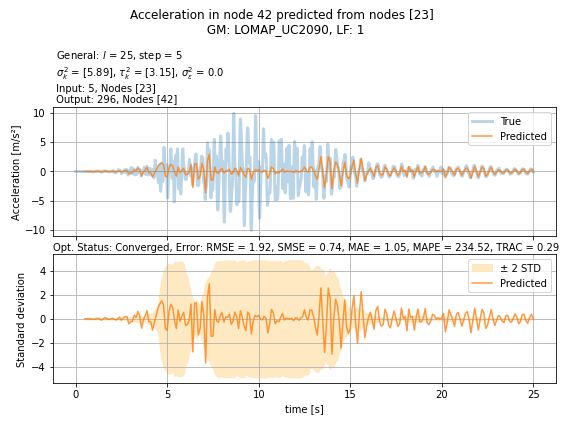 Acceleration in node 42 predicted from nodes [23]
GM: LOMAP_UC2090, LF: 1
General: l = 25, step = 5
σ²ₖ = [5.89], τ²ₖ = [3.15], σ²ε = 0.0
Input: 5, Nodes [23]
Output: 296, Nodes [42]
10
5
0
−5
−10
Acceleration [m/s²]
True
Predicted
Opt. Status: Converged, Error: RMSE = 1.92, SMSE = 0.74, MAE = 1.05, MAPE = 234.52, TRAC = 0.29
4
2
0
−2
−4
Standard deviation
± 2 STD
Predicted
0
5
10
15
20
25
time [s]